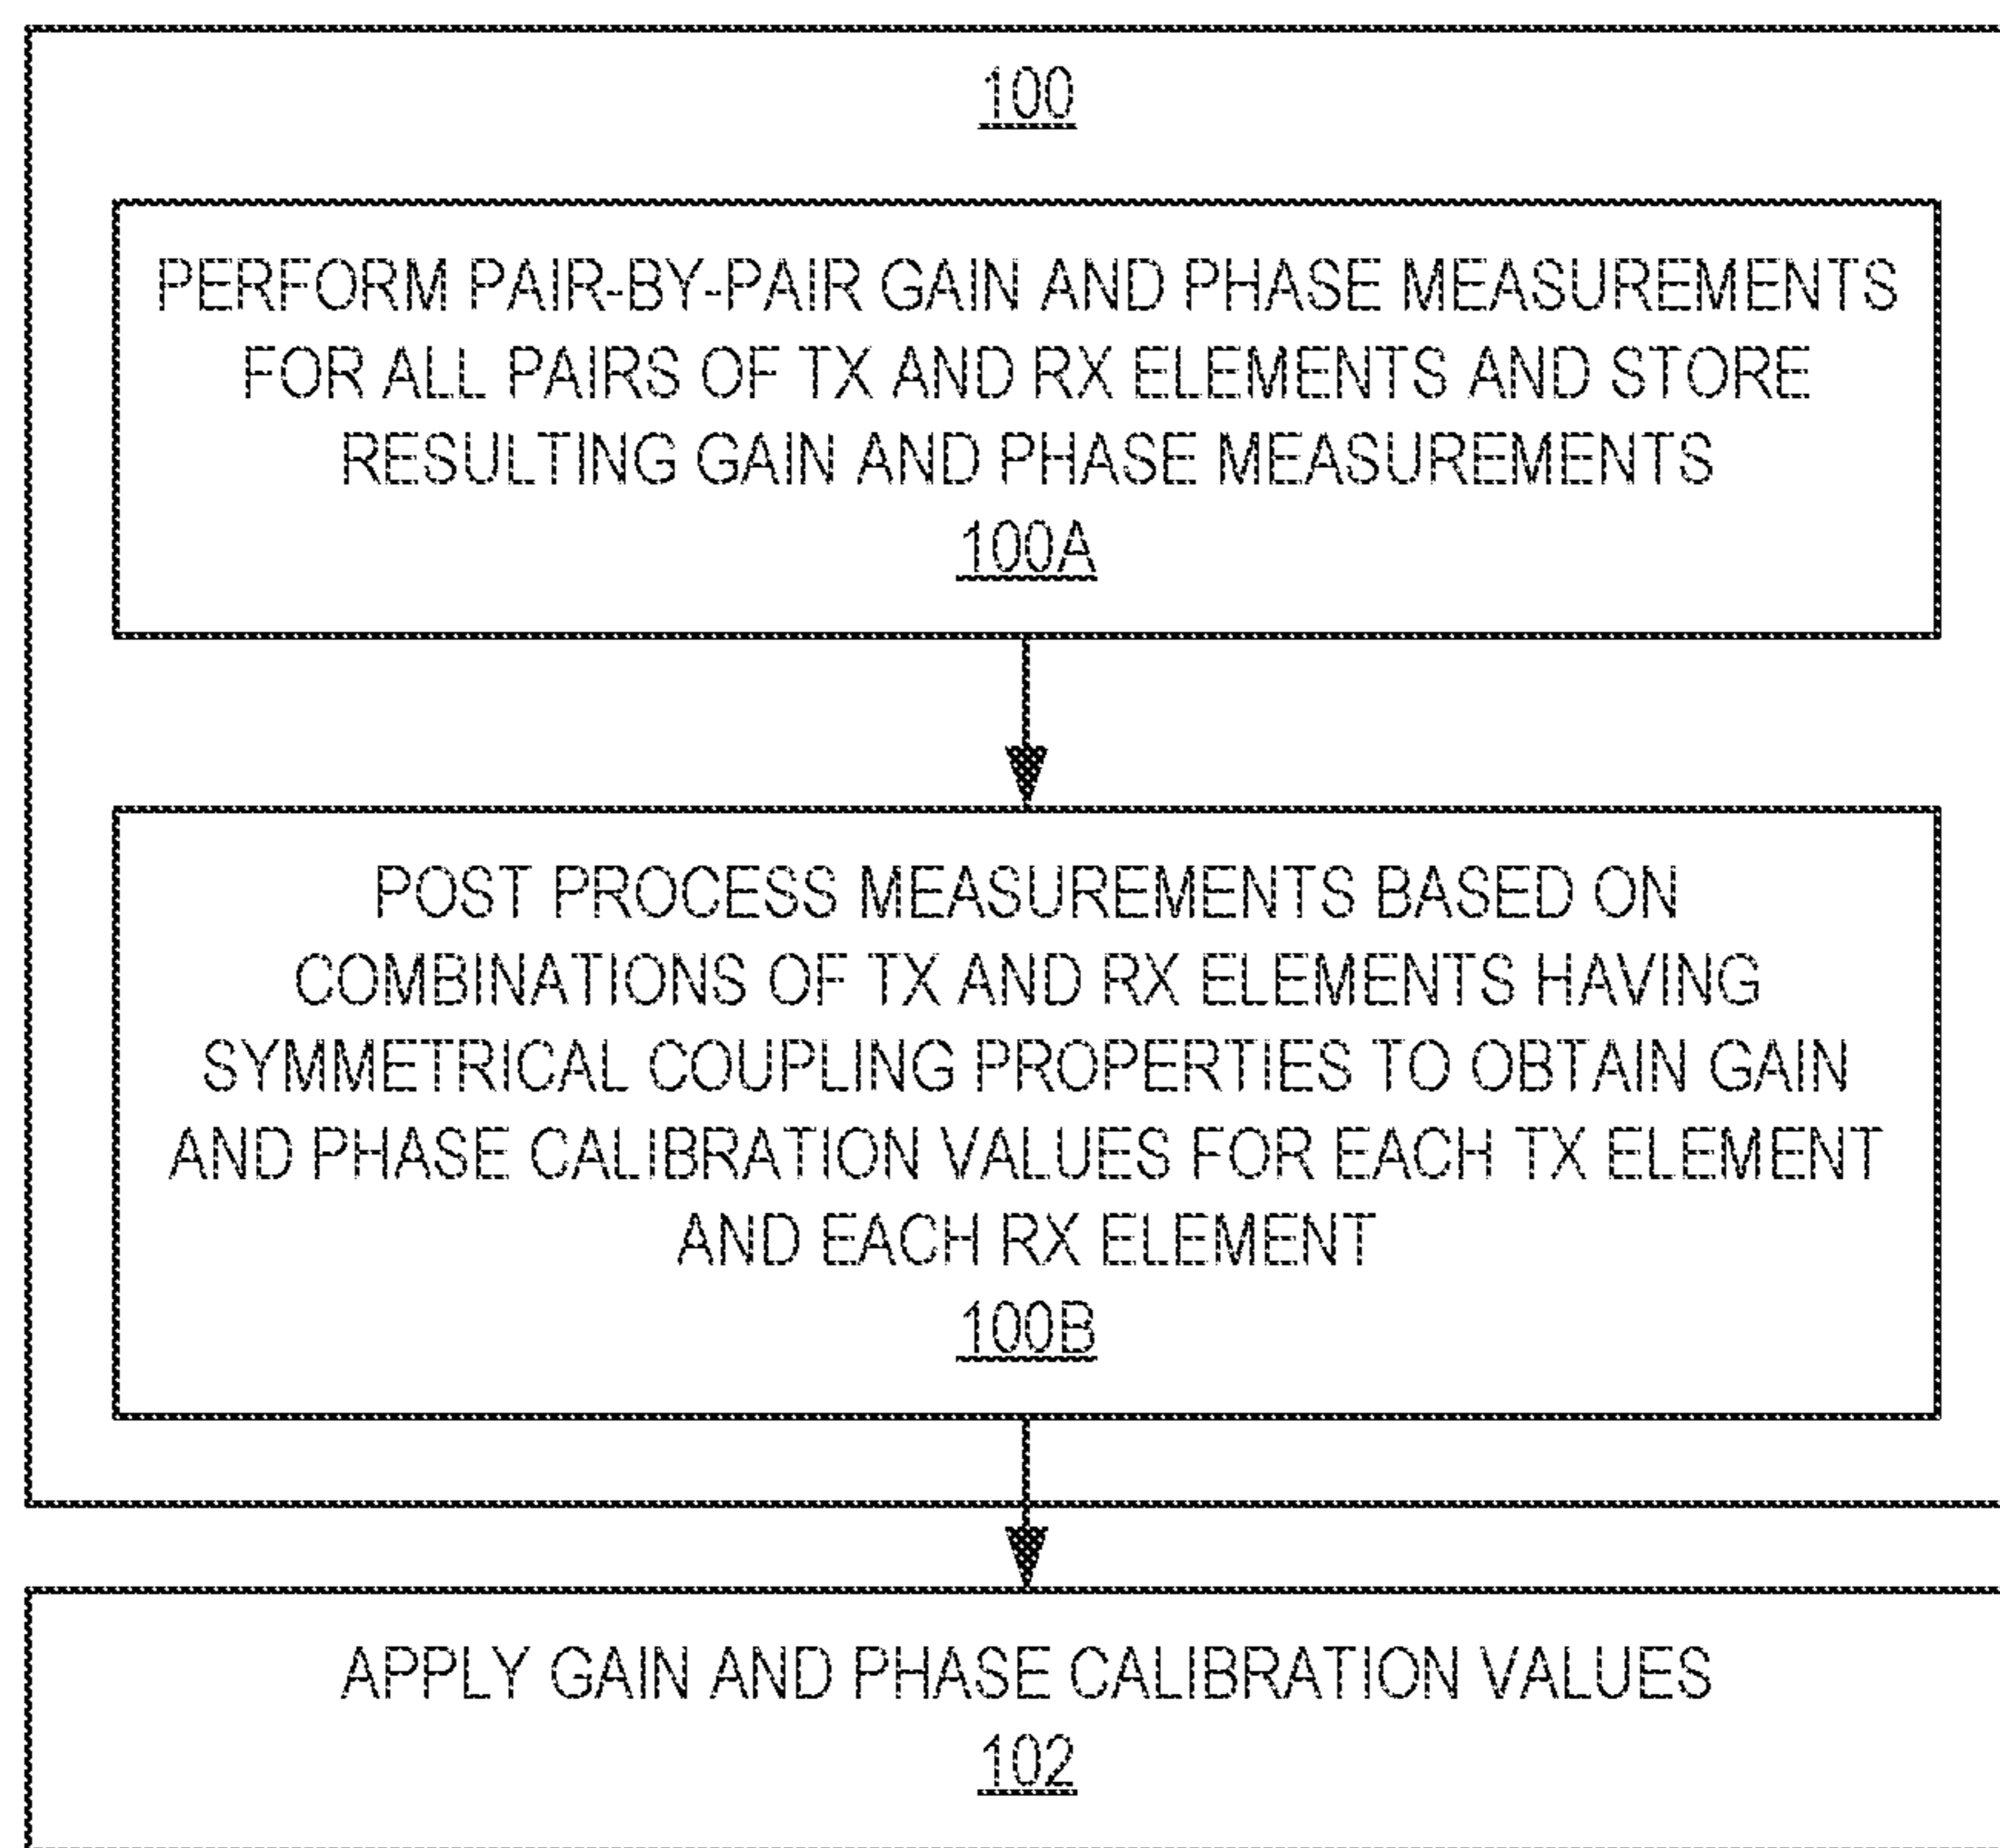 100
PERFORM PAIR-BY-PAIR GAIN AND PHASE MEASUREMENTS
FOR ALL PAIRS OF TX AND RX ELEMENTS AND STORE
RESULTING GAIN AND PHASE MEASUREMENTS
100A
POST PROCESS MEASUREMENTS BASED ON
COMBINATIONS OF TX AND RX ELEMENTS HAVING
SYMMETRICAL COUPLING PROPERTIES TO OBTAIN GAIN
AND PHASE CALIBRATION VALUES FOR EACH TX ELEMENT
AND EACH RX ELEMENT
100B
APPLY GAIN AND PHASE CALIBRATION VALUES
102